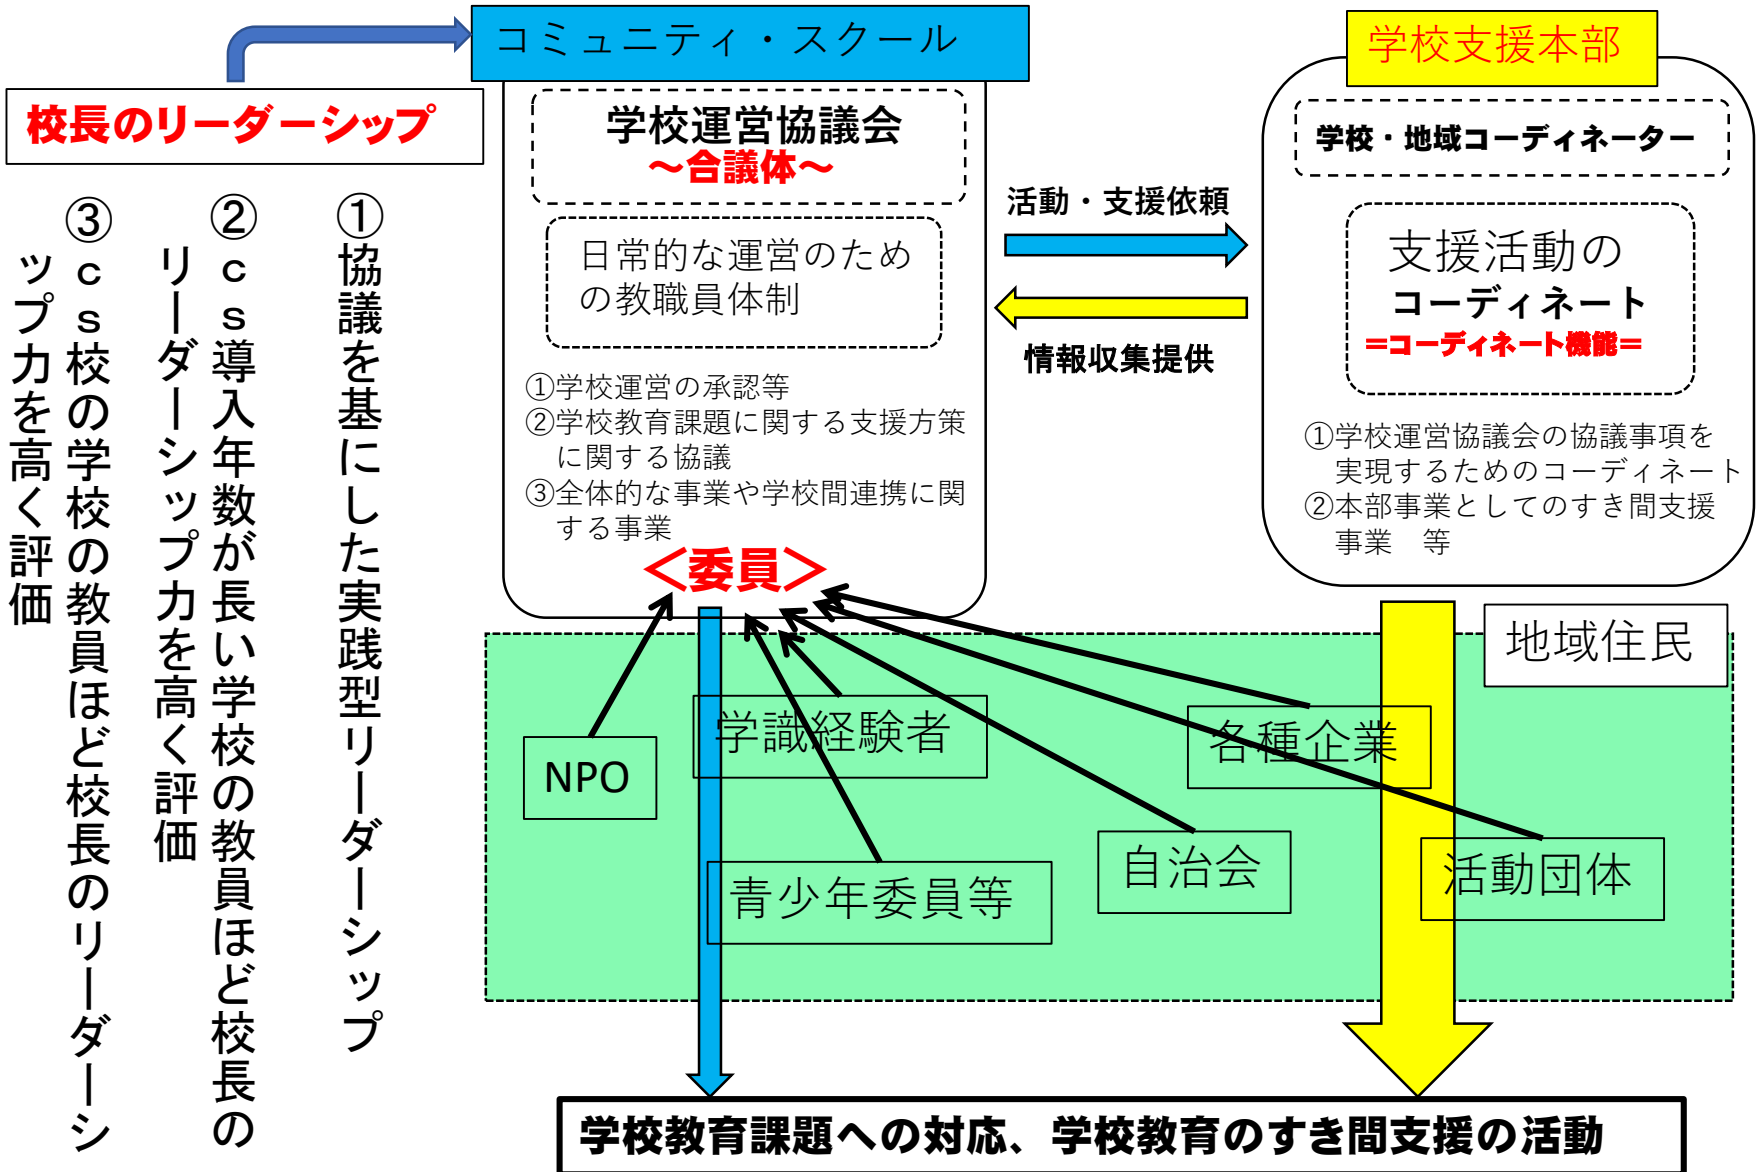 コミュニティ・スクール
学校支援本部
校長のリーダーシップ
①協議を基にした実践型リーダーシップ
②ｃｓ導入年数が長い学校の教員ほど校長の
リーダーシップ力を高く評価
③ｃｓ校の学校の教員ほど校長のリーダーシ
ップ力を高く評価
学校運営協議会
～合議体～
日常的な運営のため
の教職員体制
①学校運営の承認等
②学校教育課題に関する支援方策
に関する協議
③全体的な事業や学校間連携に関
する事業
＜委員＞
活動・支援依頼
情報収集提供
学校・地域コーディネーター
支援活動の
コーディネート
=コーディネート機能=
①学校運営協議会の協議事項を
実現するためのコーディネート
②本部事業としてのすき間支援
事業　等
地域住民
学識経験者
各種企業
NPO
自治会
活動団体
青少年委員等
学校教育課題への対応、学校教育のすき間支援の活動